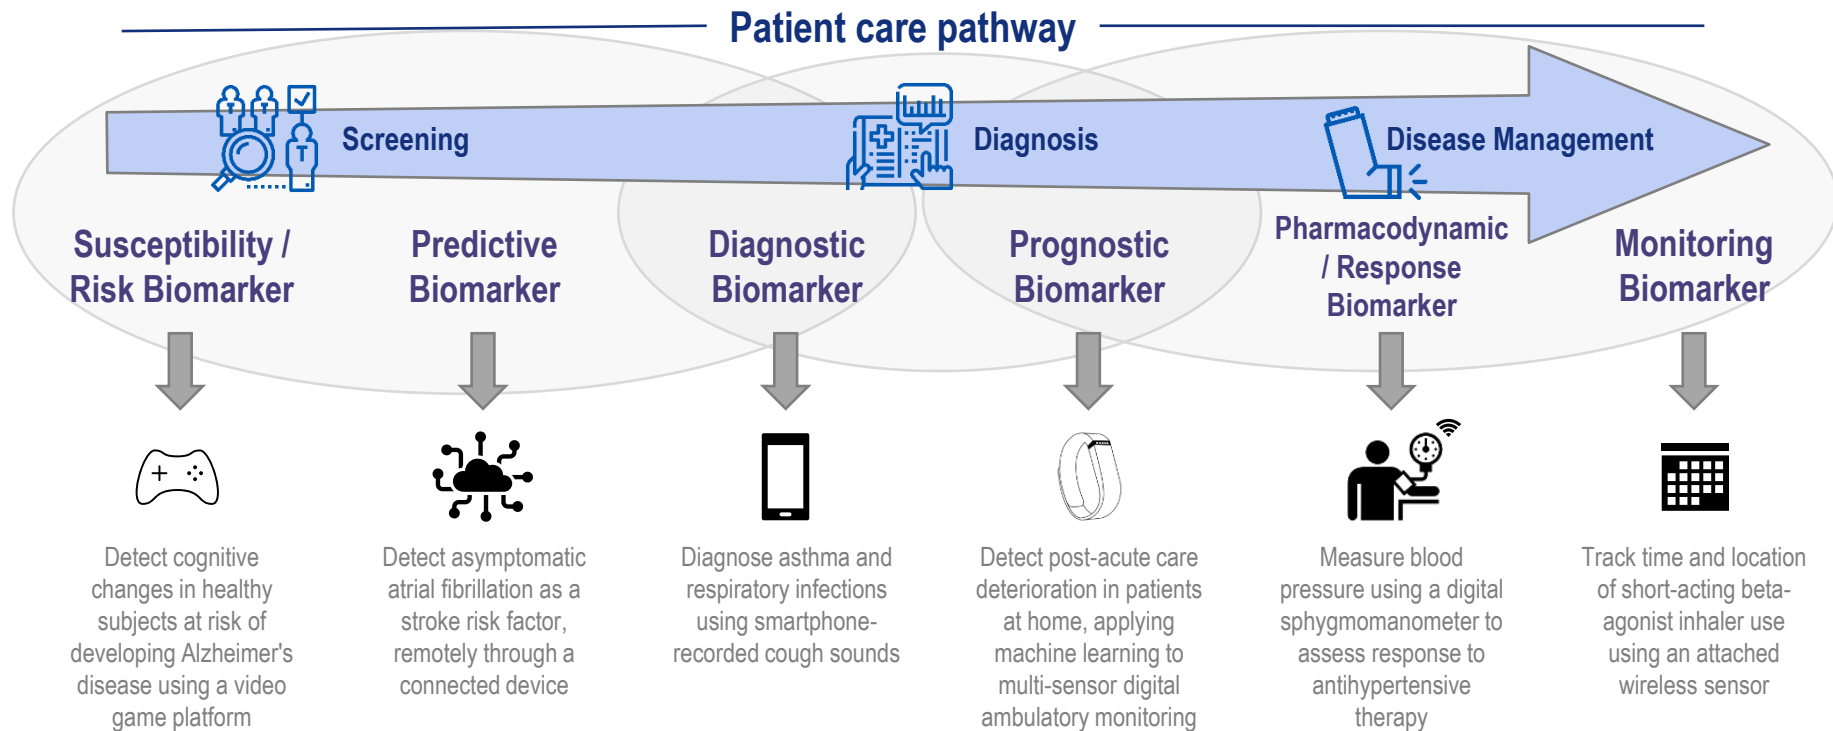 Patient care pathway
Screening
Diagnosis
Disease Management
Susceptibility /
Risk Biomarker
Predictive
Biomarker
Diagnostic
Biomarker
Prognostic
Biomarker
Pharmacodynamic
/ Response
Biomarker
Monitoring
Biomarker
Detect cognitive
changes in healthy
subjects at risk of
developing Alzheimer's
disease using a video
game platform
Detect asymptomatic
atrial fibrillation as a
stroke risk factor,
remotely through a
connected device
Diagnose asthma and
respiratory infections
using smartphone-
recorded cough sounds
Detect post-acute care
deterioration in patients
at home, applying
machine learning to
multi-sensor digital
ambulatory monitoring
Measure blood
pressure using a digital
sphygmomanometer to
assess response to
antihypertensive
therapy
Track time and location
of short-acting beta-
agonist inhaler use
using an attached
wireless sensor